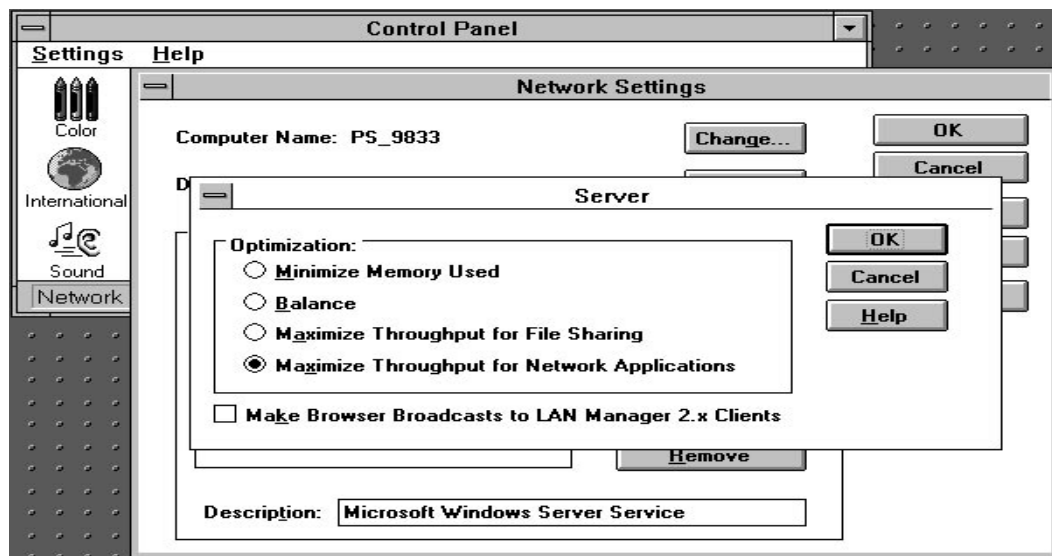 Control Panel
Settings Help
Color
International
Sound
Network
Network Settings
Computer Name: PS_9833
Change...
OK
Cancel
D
Server
Optimization:
Minimize Memory Used
Balance
Maximize Throughput for File Sharing
Maximize Throughput for Network Applications
Make Browser Broadcasts to LAN Manager 2.x Clients
OK
Cancel
Help
Remove
Description: Microsoft Windows Server Service